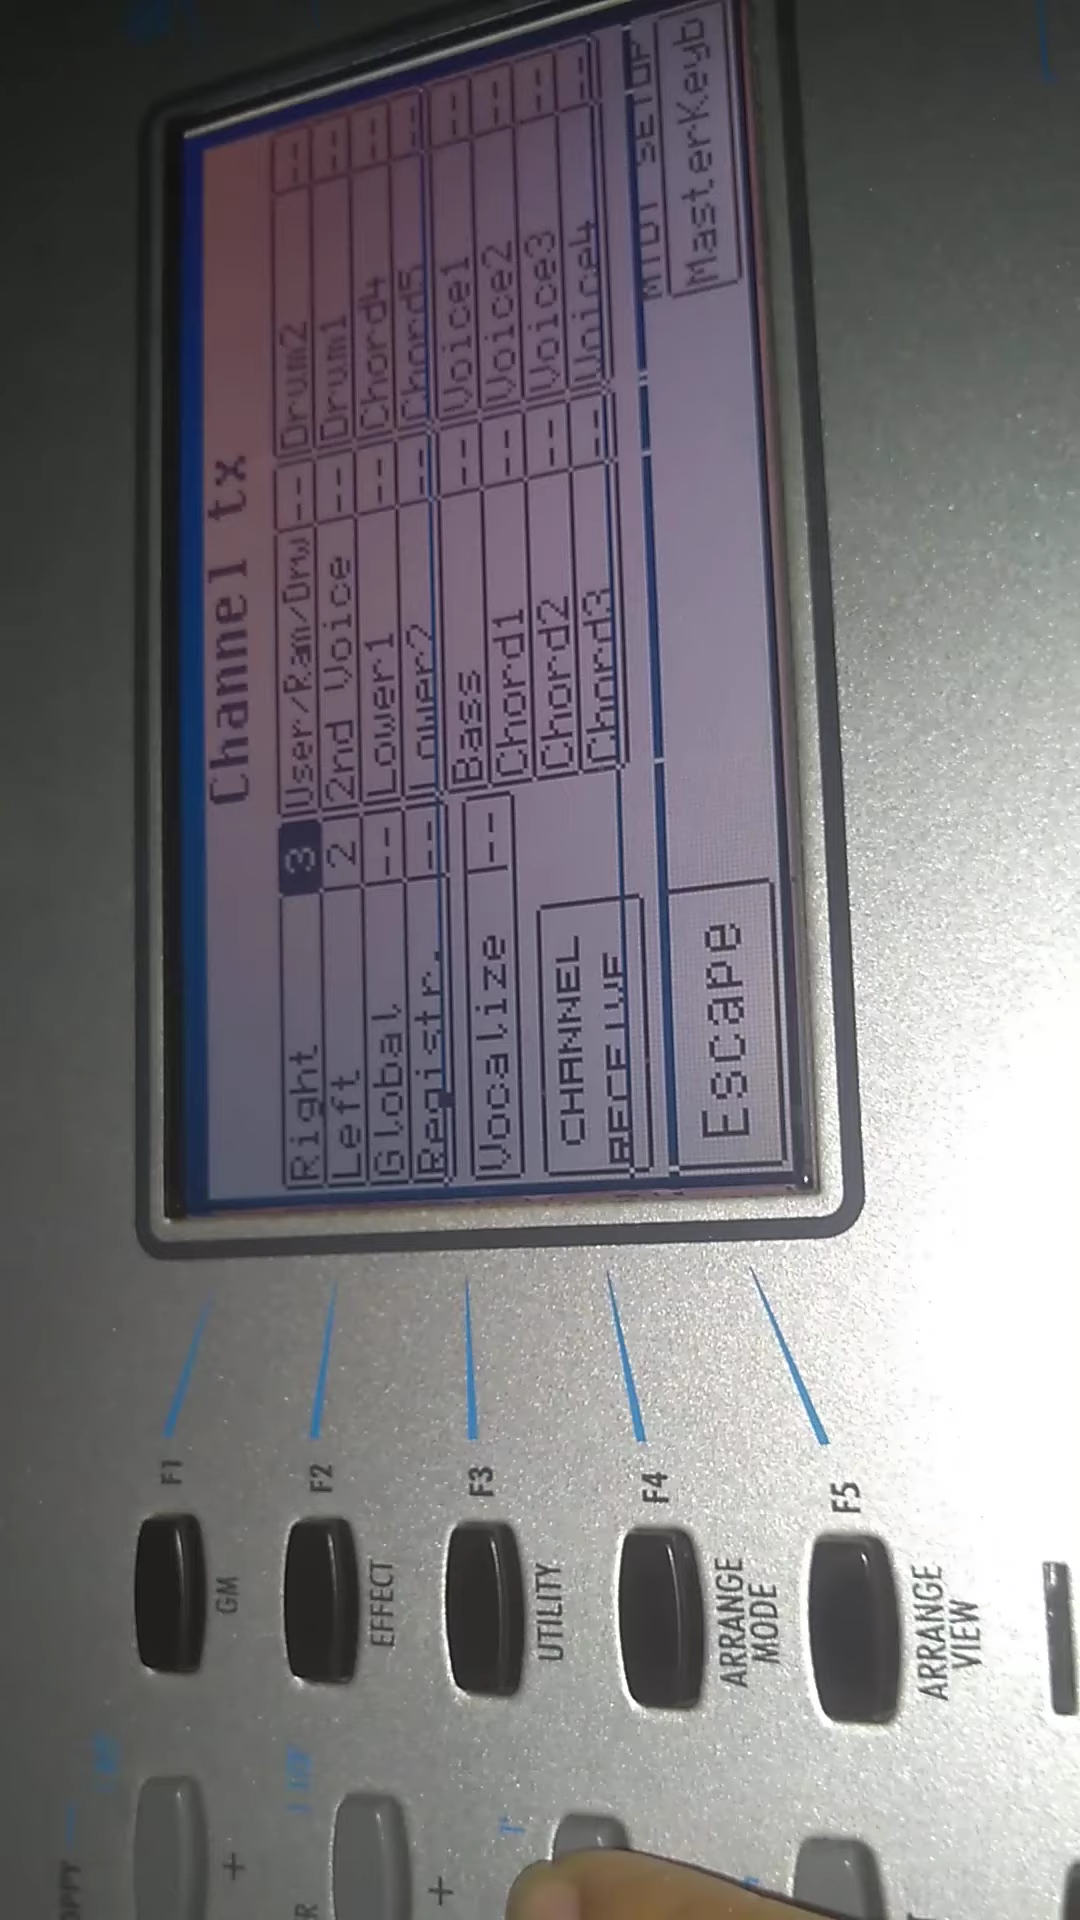 Channel tx
Right 3 User/Ram/Drw -- Drum2 --
Left 2 2nd Voice -- Drum1 --
Global -- Lower1 -- Chord4 --
Registr. -- Lower2 -- Chord5 --
Vocalize -- Bass -- Voice1 --
Chord1 -- Voice2 --
CHANNEL Chord2 -- Voice3 --
RECEIVE Chord3 -- Voice4 --
MIDI SETUP
Escape MasterKeyb
F1
F2
F3
F4
F5
GM
EFFECT
UTILITY
ARRANGE
MODE
ARRANGE
VIEW
+
+